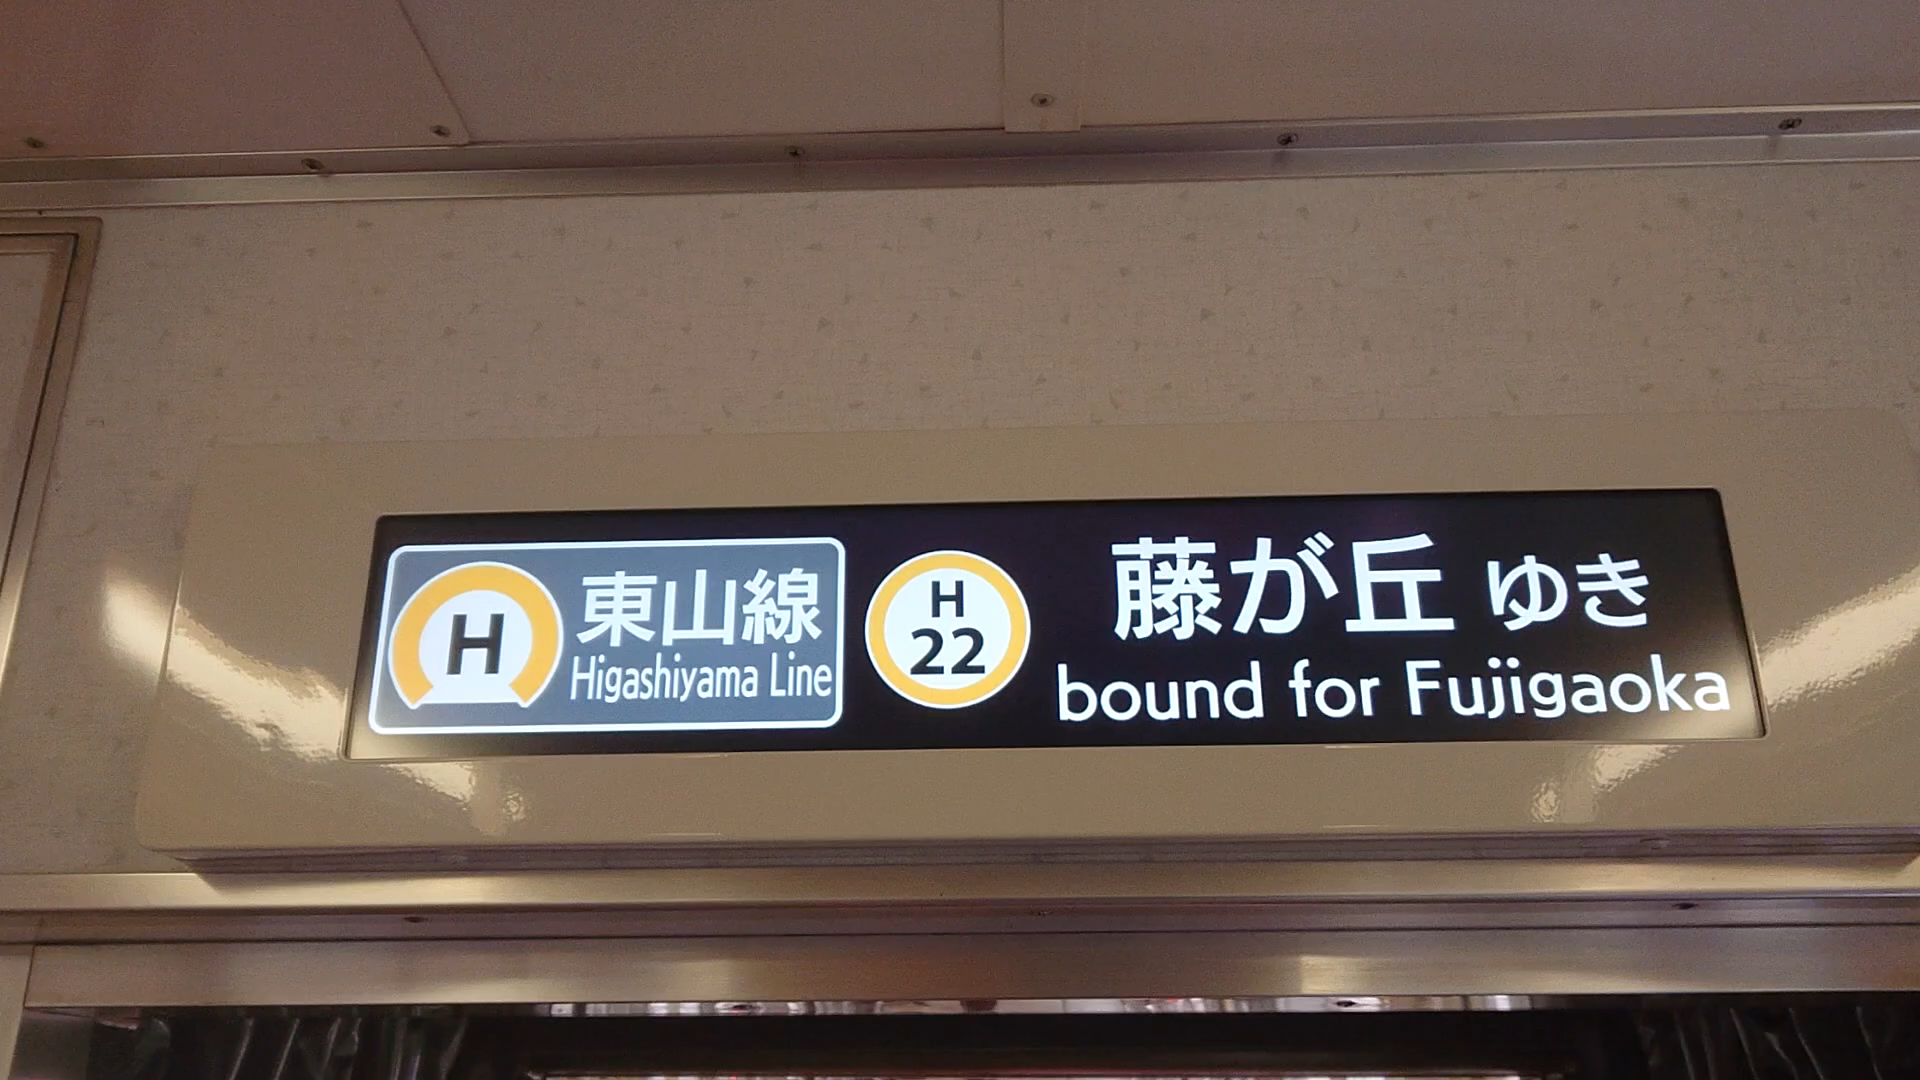 H
東山線
Higashiyama Line
H
22
藤が丘 ゆき
bound for Fujigaoka